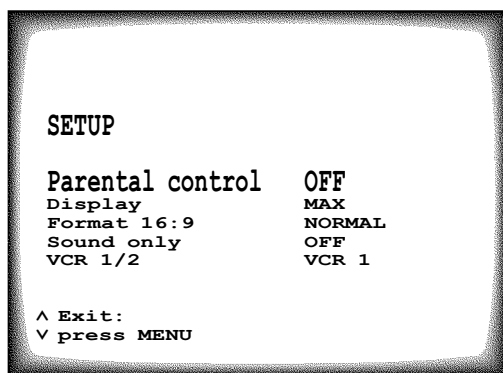 SETUP
Parental control OFF
Display MAX
Format 16:9 NORMAL
Sound only OFF
VCR 1/2 VCR 1
^ Exit:
v press MENU